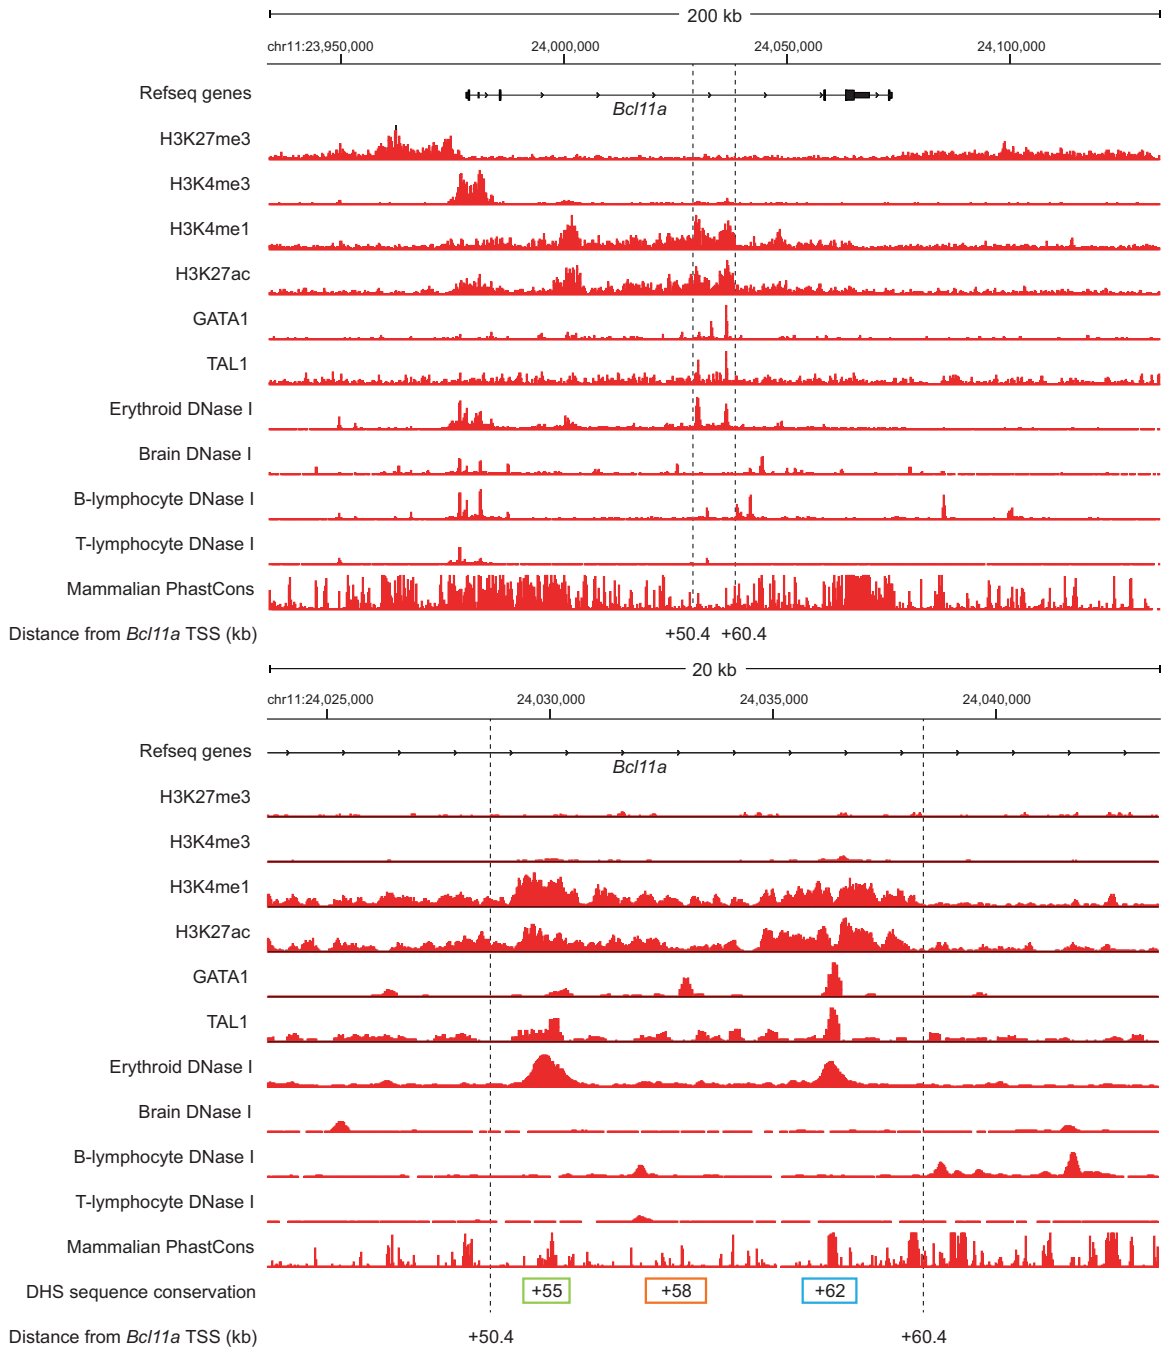 200 kb
chr11:23,950,000 24,000,000 24,050,000 24,100,000
Refseq genes
Bcl11a
H3K27me3
H3K4me3
H3K4me1
H3K27ac
GATA1
TAL1
Erythroid DNase I
Brain DNase I
B-lymphocyte DNase I
T-lymphocyte DNase I
Mammalian PhastCons
Distance from Bcl11a TSS (kb) +50.4 +60.4
20 kb
chr11:24,025,000 24,030,000 24,035,000 24,040,000
Refseq genes
Bcl11a
H3K27me3
H3K4me3
H3K4me1
H3K27ac
GATA1
TAL1
Erythroid DNase I
Brain DNase I
B-lymphocyte DNase I
T-lymphocyte DNase I
Mammalian PhastCons
DHS sequence conservation +55 +58 +62
Distance from Bcl11a TSS (kb) +50.4 +60.4